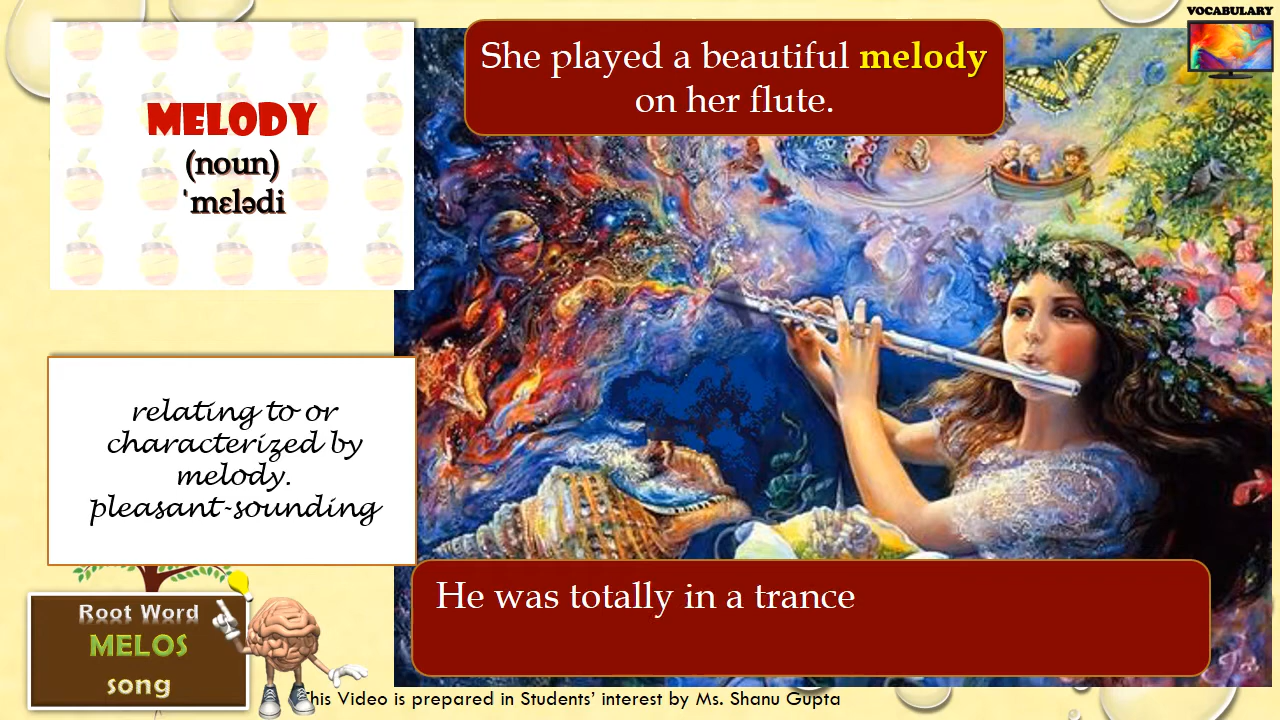 VOCABULARY
MELODY
(noun)
ˈmɛlədi
She played a beautiful melody
on her flute.
relating to or
characterized by
melody.
pleasant-sounding
He was totally in a trance
Root Word
MELOS
song
This Video is prepared in Students’ interest by Ms. Shanu Gupta